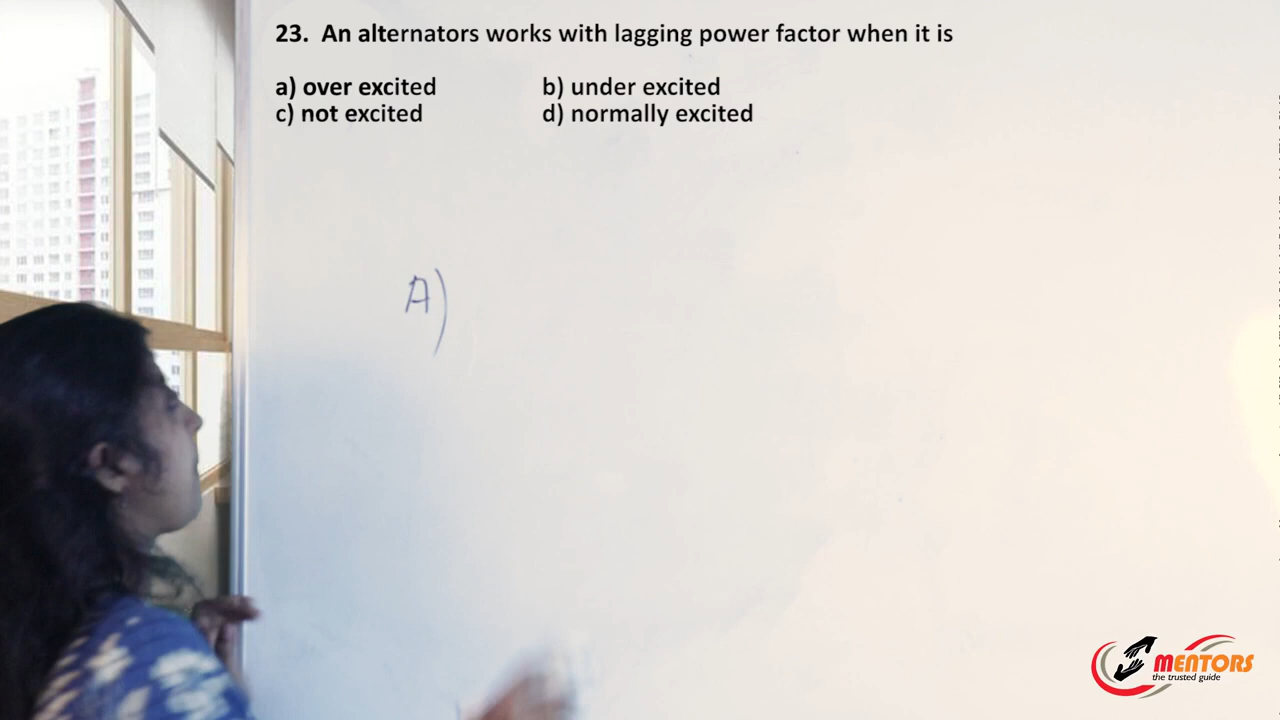 23. An alternators works with lagging power factor when it is
a) over excited b) under excited
c) not excited d) normally excited
A)
MENTORS
the trusted guide